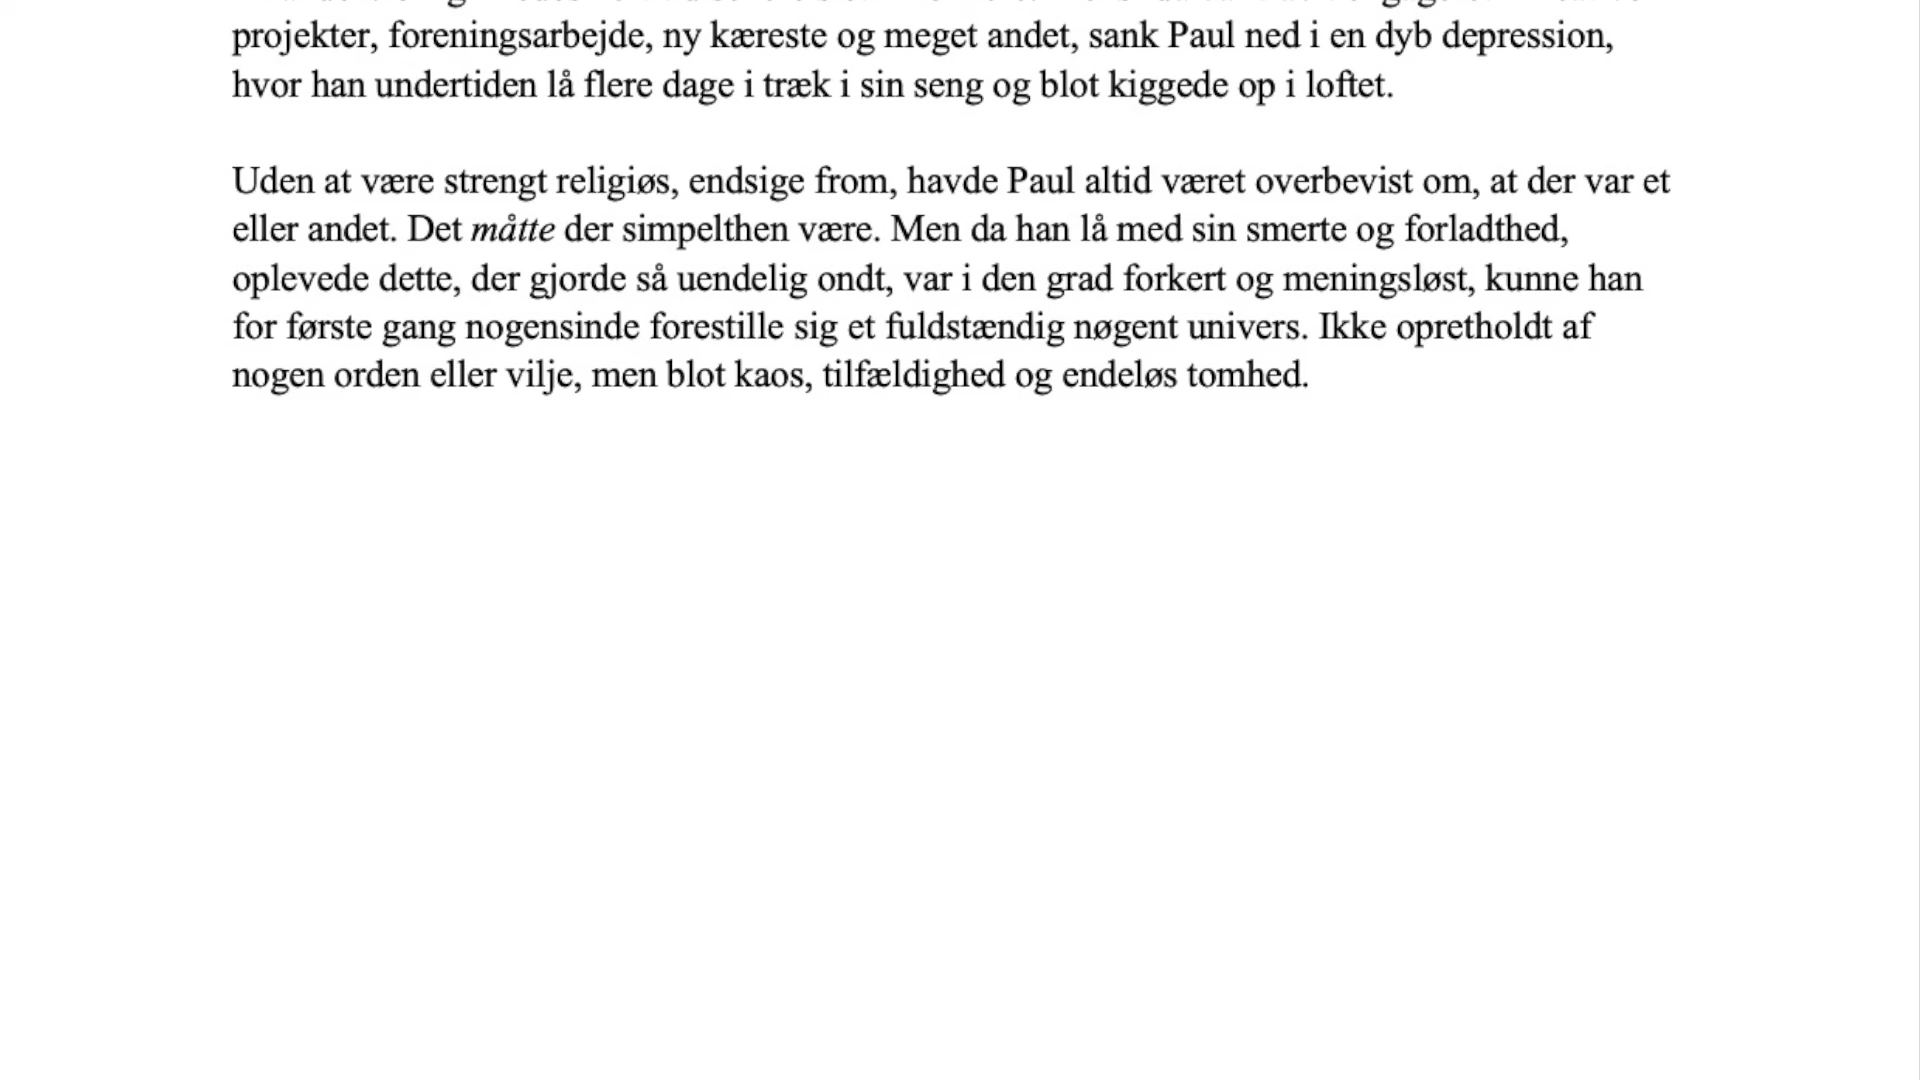 projekter, foreningsarbejde, ny kæreste og meget andet, sank Paul ned i en dyb depression,
hvor han undertiden lå flere dage i træk i sin seng og blot kiggede op i loftet.
Uden at være strengt religiøs, endsige from, havde Paul altid været overbevist om, at der var et
eller andet. Det måtte der simpelthen være. Men da han lå med sin smerte og forladthed,
oplevede dette, der gjorde så uendelig ondt, var i den grad forkert og meningsløst, kunne han
for første gang nogensinde forestille sig et fuldstændig nøgent univers. Ikke opretholdt af
nogen orden eller vilje, men blot kaos, tilfældighed og endeløs tomhed.